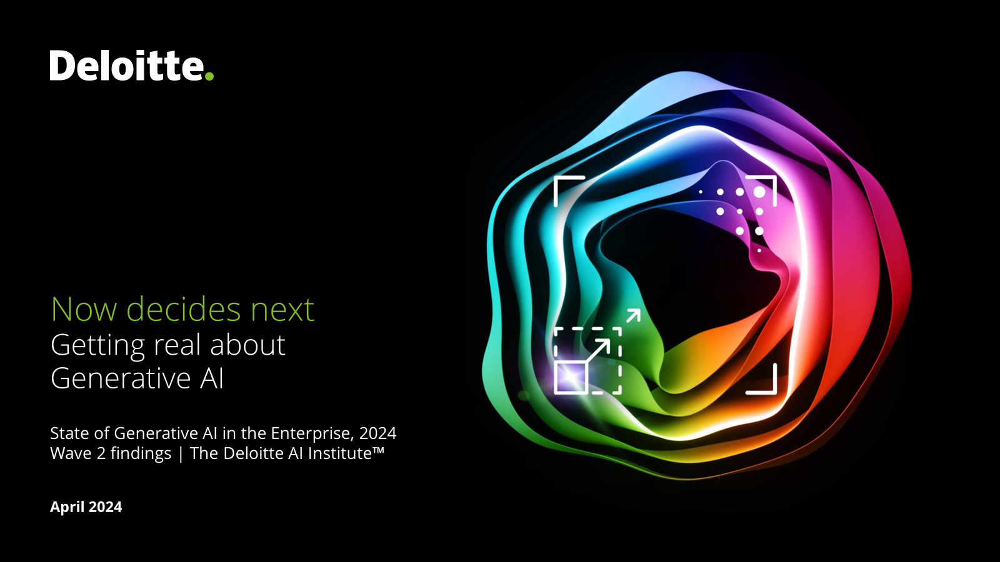 Deloitte.
Now decides next
Getting real about
Generative AI
State of Generative AI in the Enterprise, 2024
Wave 2 findings | The Deloitte AI Institute™
April 2024